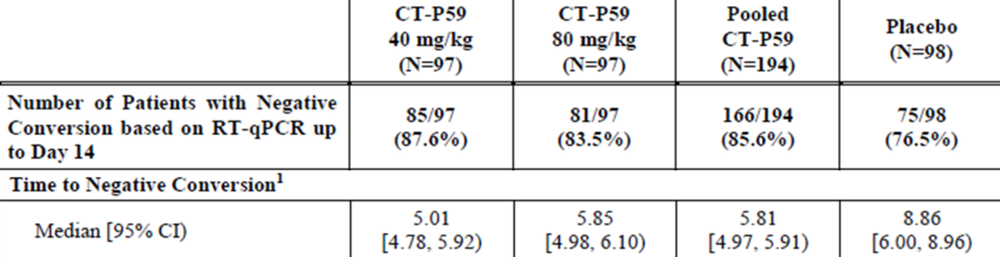 CT-P59
40 mg/kg
(N=97)
CT-P59
80 mg/kg
(N=97)
Pooled
CT-P59
(N=194)
Placebo
(N=98)
Number of Patients with Negative
Conversion based on RT-qPCR up
to Day 14
85/97
(87.6%)
81/97
(83.5%)
166/194
(85.6%)
75/98
(76.5%)
Time to Negative Conversion¹
Median [95% CI)
5.01
[4.78, 5.92)
5.85
[4.98, 6.10)
5.81
[4.97, 5.91)
8.86
[6.00, 8.96)